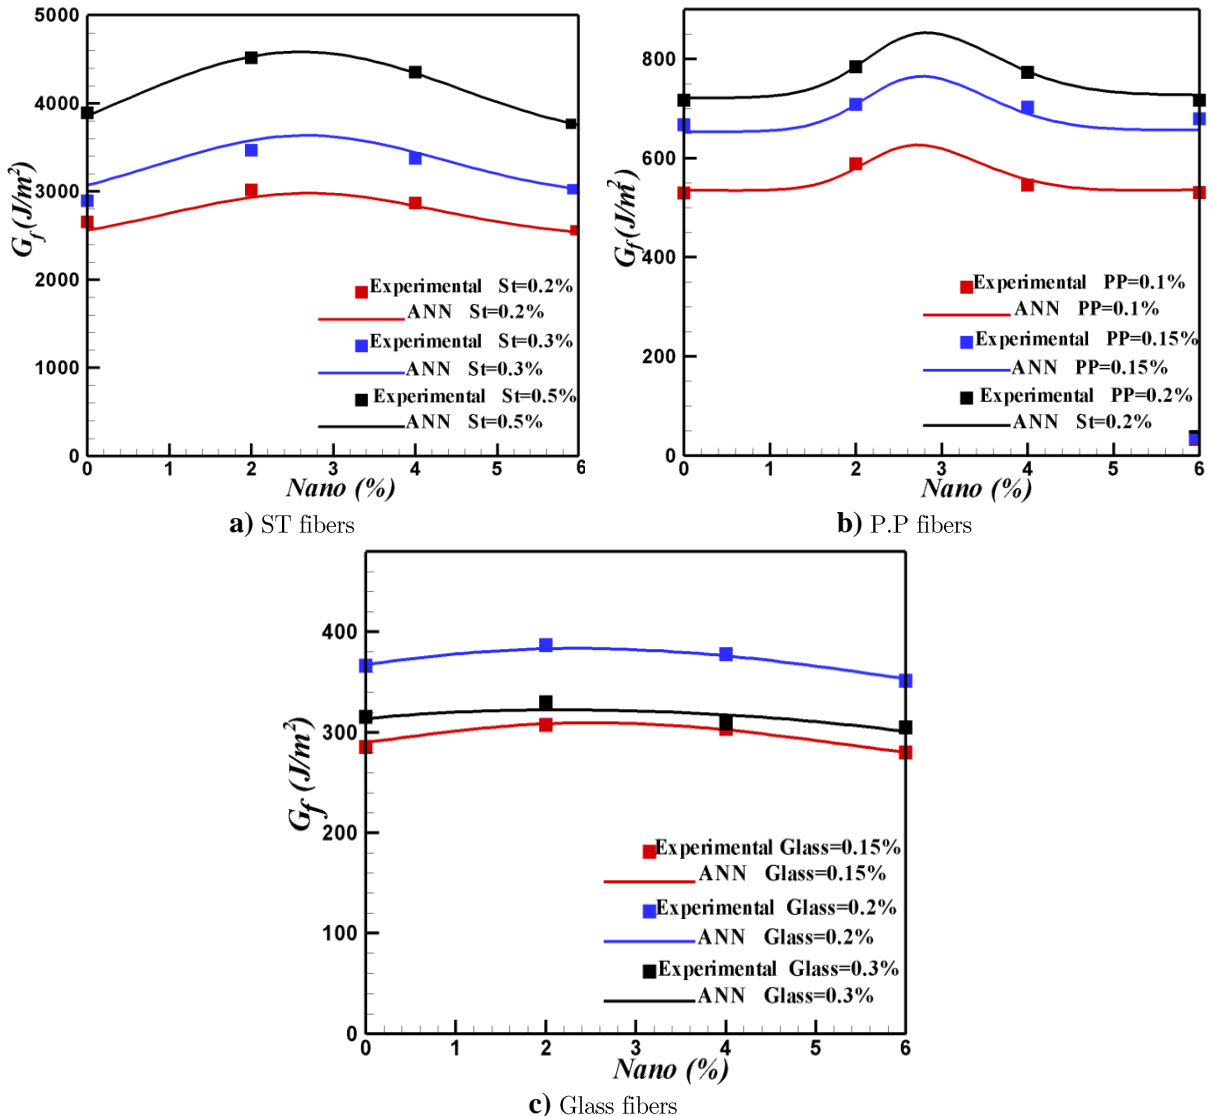 5000
4000
3000
2000
1000
0
G_f (J/m²)
Experimental St=0.2%
ANN St=0.2%
Experimental St=0.3%
ANN St=0.3%
Experimental St=0.5%
ANN St=0.5%
0 1 2 3 4 5 6
Nano (%)
a) ST fibers
800
600
400
200
0
G_f (J/m²)
Experimental PP=0.1%
ANN PP=0.1%
Experimental PP=0.15%
ANN PP=0.15%
Experimental PP=0.2%
ANN St=0.2%
0 1 2 3 4 5 6
Nano (%)
b) P.P fibers
400
300
200
100
0
G_f (J/m²)
Experimental Glass=0.15%
ANN Glass=0.15%
Experimental Glass=0.2%
ANN Glass=0.2%
Experimental Glass=0.3%
ANN Glass=0.3%
0 1 2 3 4 5 6
Nano (%)
c) Glass fibers